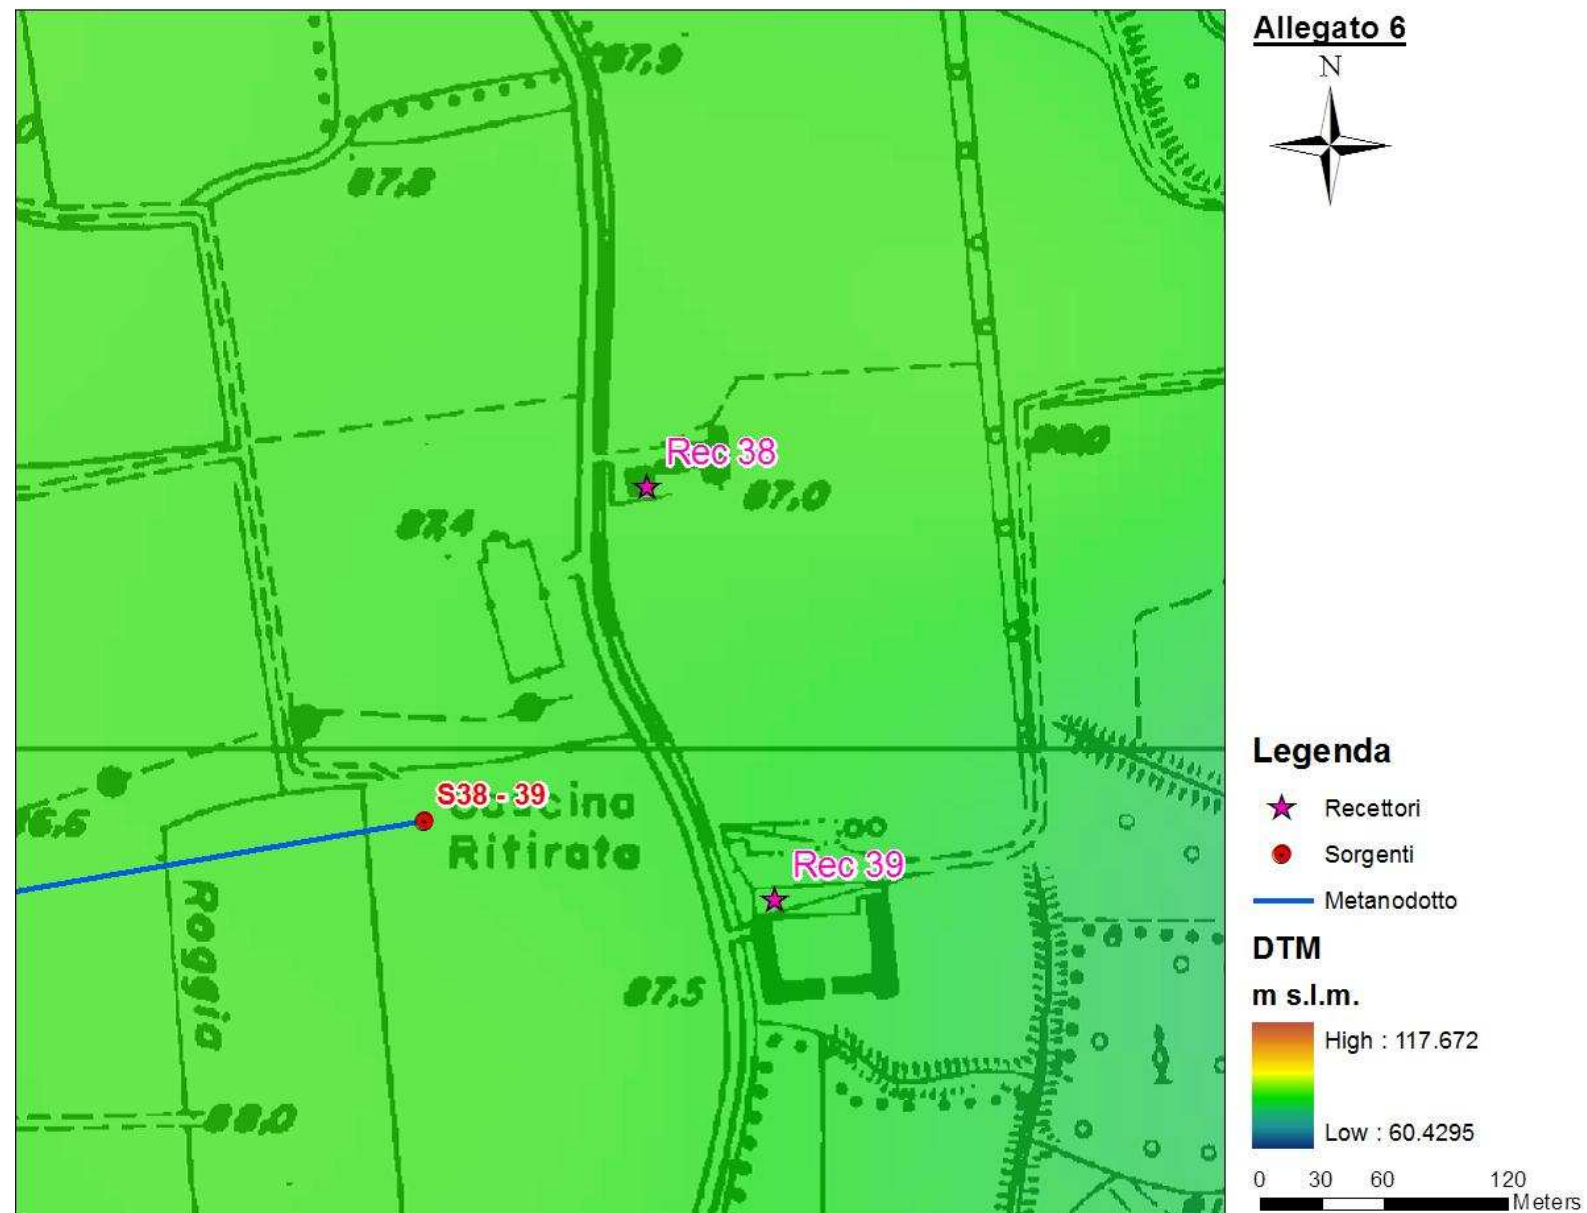 Allegato 6
N
87,9
87,8
Rec 38
87,0
87,4
S38 - 39
Cascina
Ritirata
Rec 39
Roggia
87,5
88,0
Legenda
Recettori
Sorgenti
Metanodotto
DTM
m s.l.m.
High : 117.672
Low : 60.4295
0 30 60 120
Meters